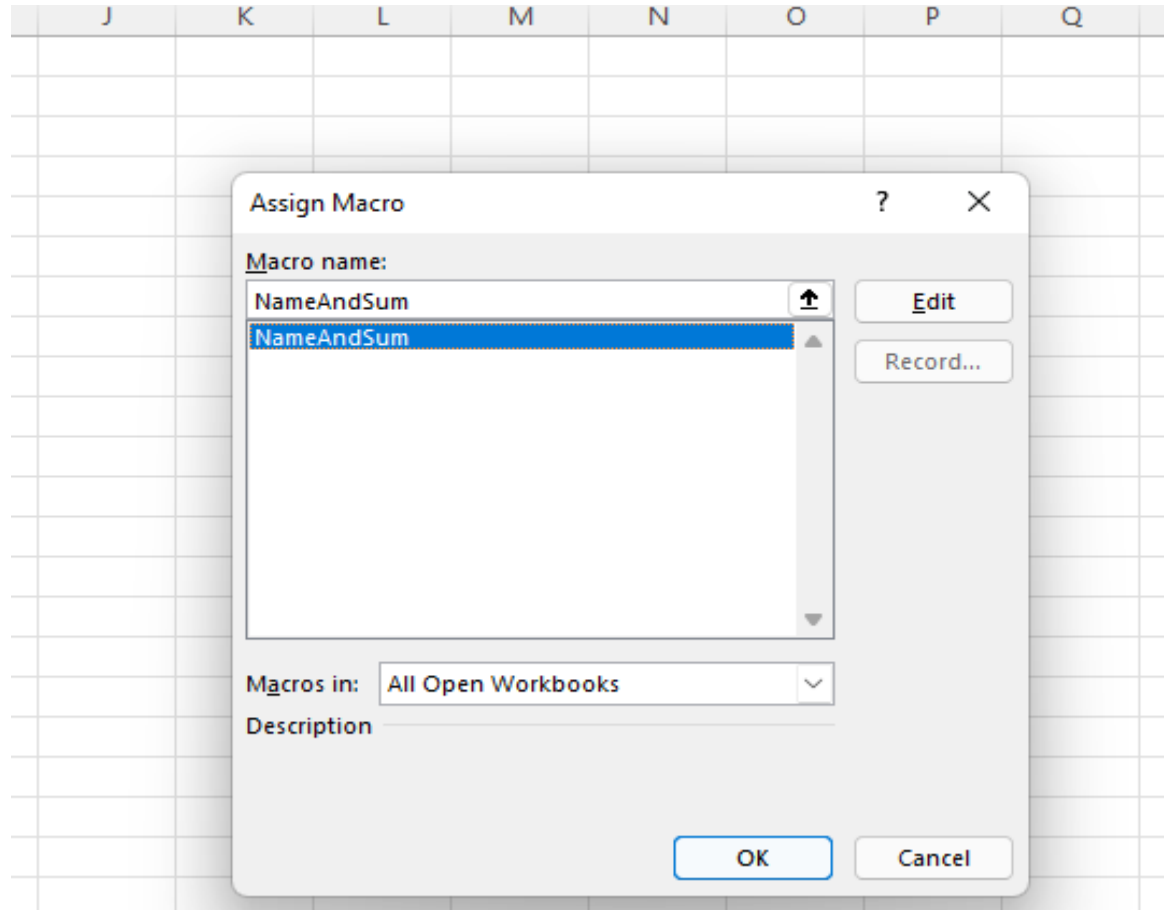 J K L M N O P Q
Assign Macro ?
Macro name:
NameAndSum Edit
NameAndSum
Record...
Macros in: All Open Workbooks
Description
OK Cancel